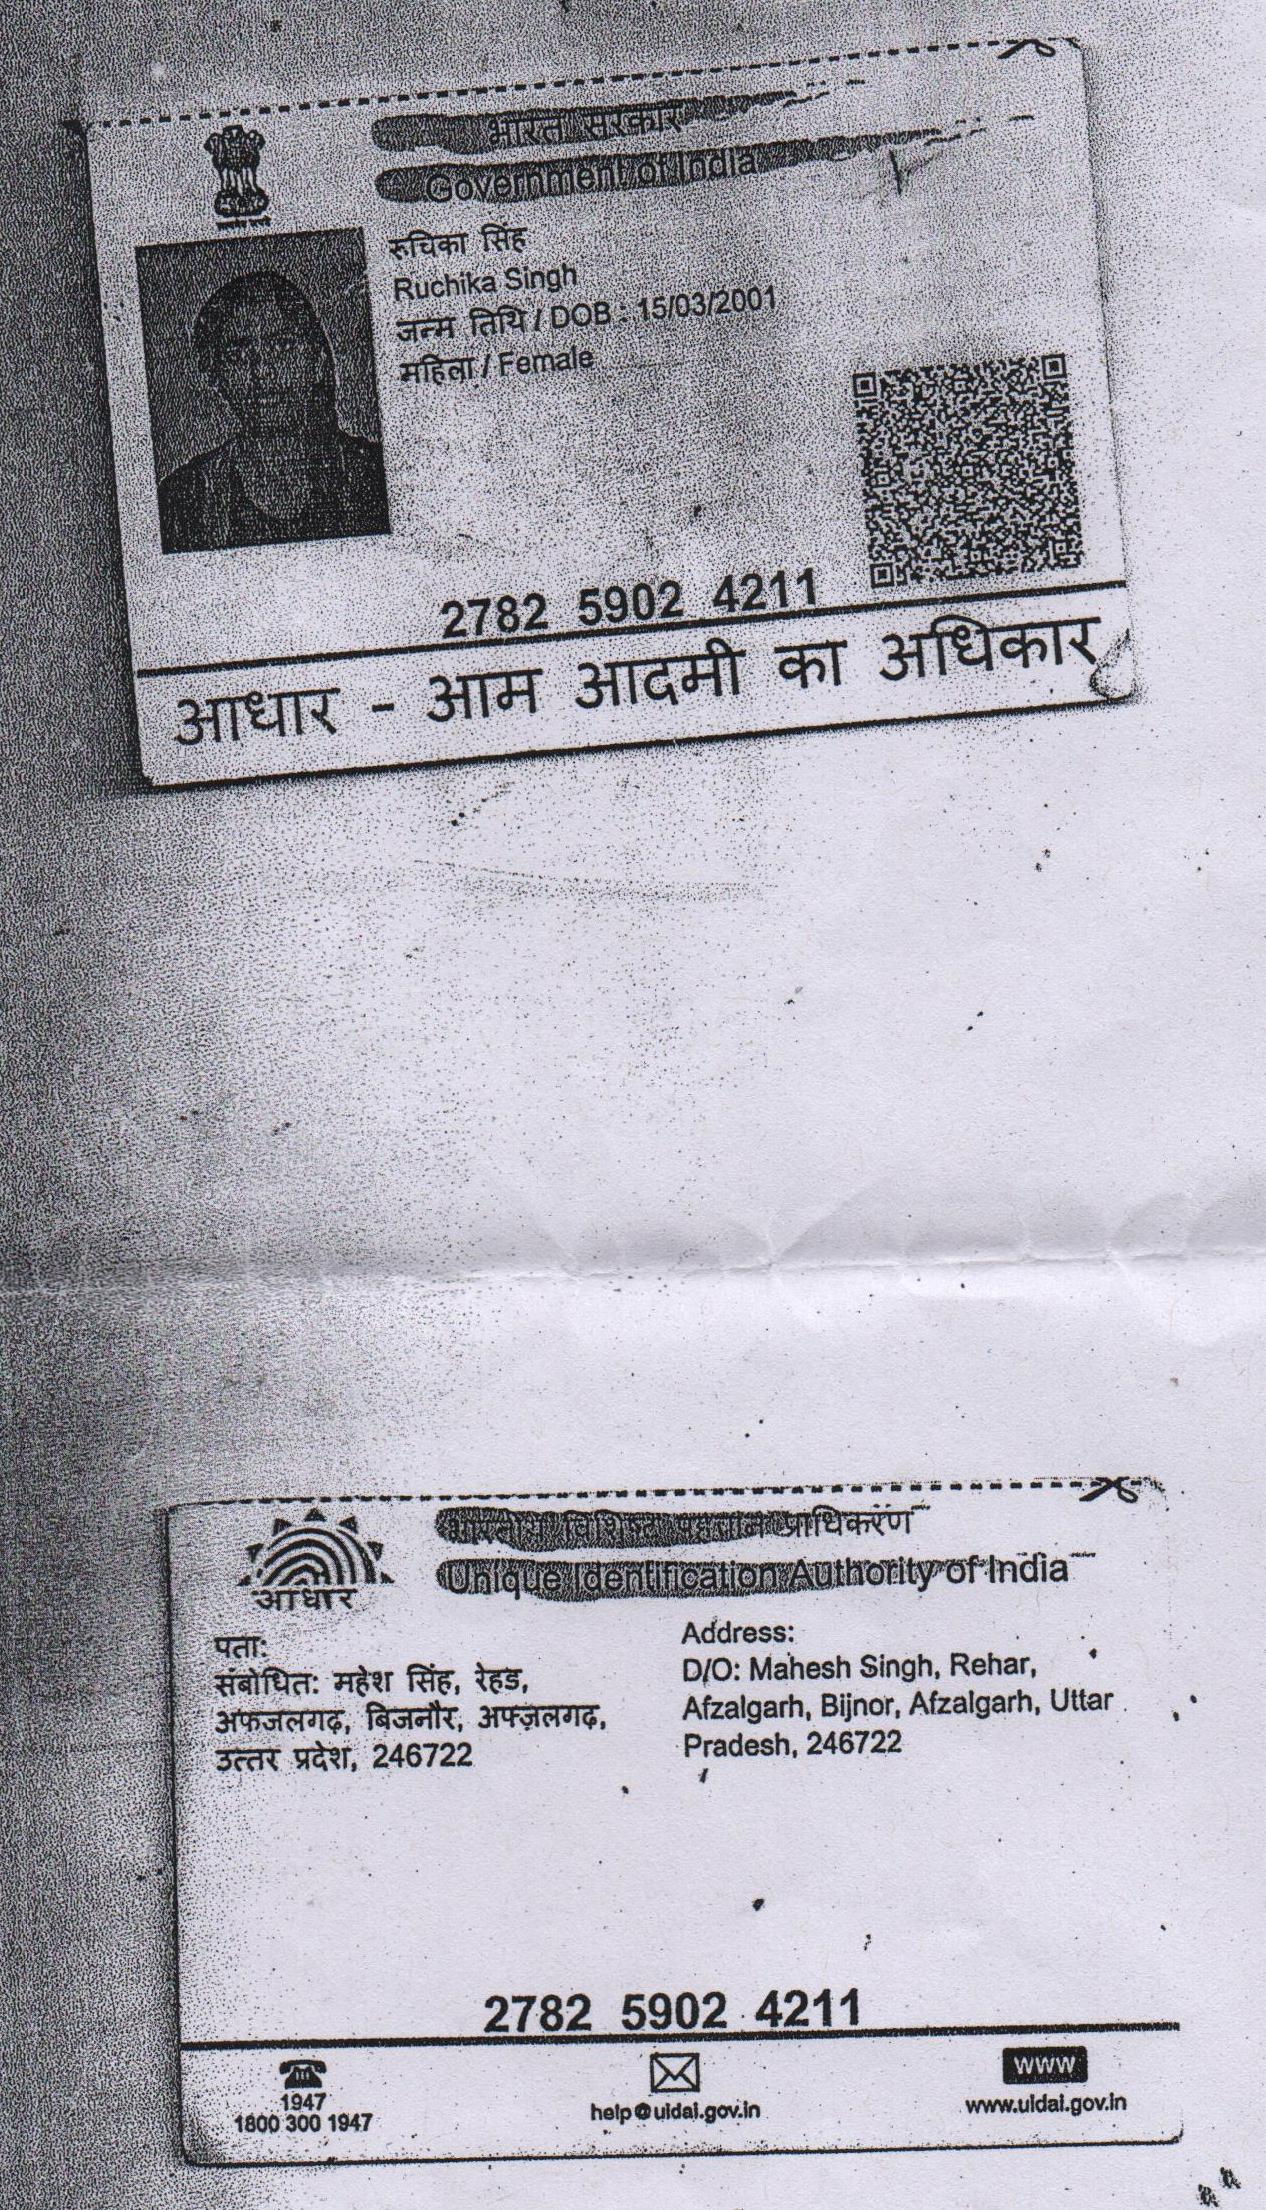 भारत सरकार
Government of India
रुचिका सिंह
Ruchika Singh
जन्म तिथि / DOB : 15/03/2001
महिला / Female
2782 5902 4211
आधार - आम आदमी का अधिकार
भारतीय विशिष्ट पहचान प्राधिकरण
Unique Identification Authority of India
आधार
पता:
संबोधित: महेश सिंह, रेहड,
अफजलगढ़, बिजनौर, अफ्ज़लगढ़,
उत्तर प्रदेश, 246722
Address:
D/O: Mahesh Singh, Rehar,
Afzalgarh, Bijnor, Afzalgarh, Uttar
Pradesh, 246722
2782 5902 4211
1947
1800 300 1947
help@uidai.gov.in
www
www.uidai.gov.in